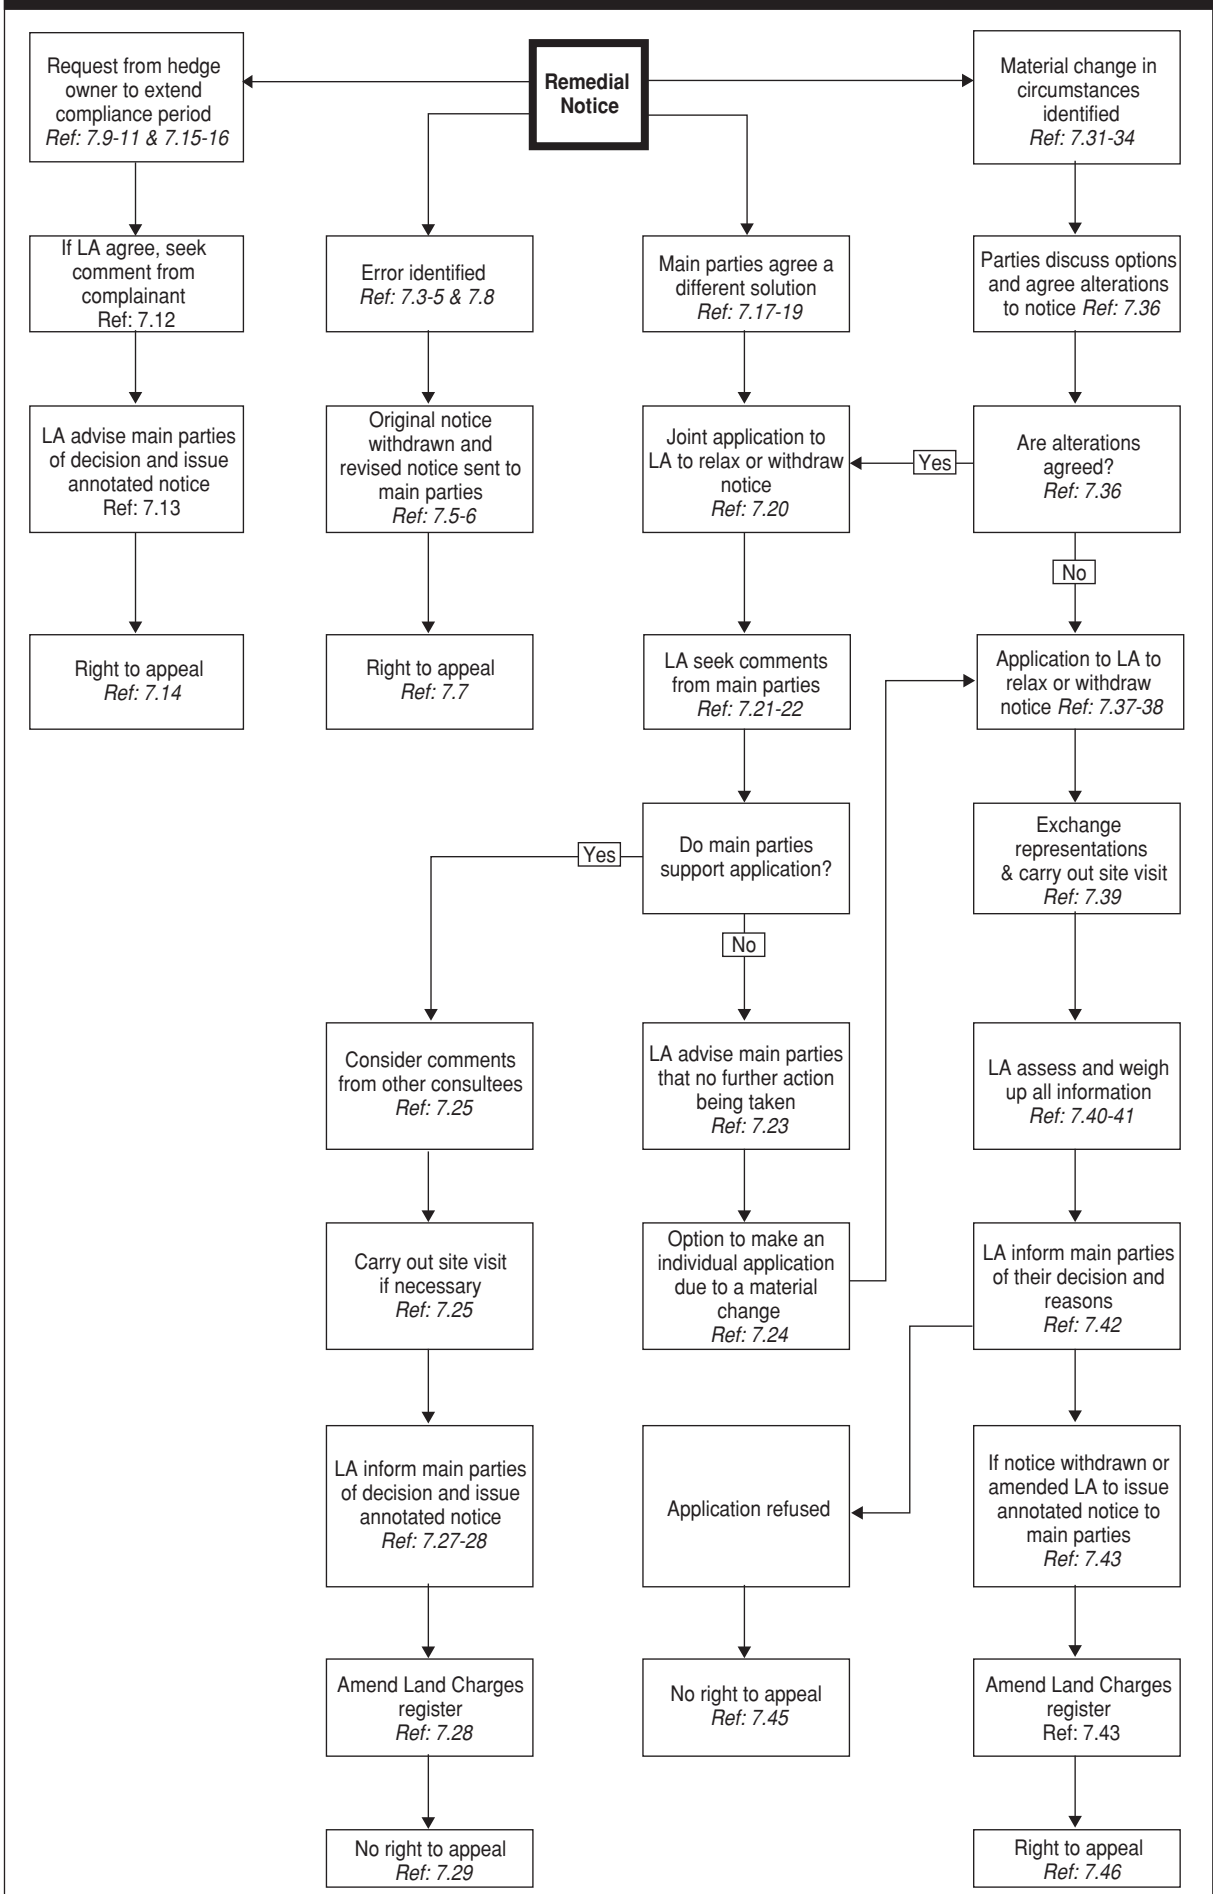 Remedial
Notice
Request from hedge
owner to extend
compliance period
Ref: 7.9-11 & 7.15-16
Material change in
circumstances
identified
Ref: 7.31-34
If LA agree, seek
comment from
complainant
Ref: 7.12
Error identified
Ref: 7.3-5 & 7.8
Main parties agree a
different solution
Ref: 7.17-19
Parties discuss options
and agree alterations
to notice Ref: 7.36
LA advise main parties
of decision and issue
annotated notice
Ref: 7.13
Original notice
withdrawn and
revised notice sent to
main parties
Ref: 7.5-6
Joint application to
LA to relax or withdraw
notice
Ref: 7.20
Yes
Are alterations
agreed?
Ref: 7.36
No
Right to appeal
Ref: 7.14
Right to appeal
Ref: 7.7
LA seek comments
from main parties
Ref: 7.21-22
Application to LA to
relax or withdraw
notice Ref: 7.37-38
Yes
Do main parties
support application?
No
Exchange
representations
& carry out site visit
Ref: 7.39
Consider comments
from other consultees
Ref: 7.25
LA advise main parties
that no further action
being taken
Ref: 7.23
LA assess and weigh
up all information
Ref: 7.40-41
Carry out site visit
if necessary
Ref: 7.25
Option to make an
individual application
due to a material
change
Ref: 7.24
LA inform main parties
of their decision and
reasons
Ref: 7.42
LA inform main parties
of decision and issue
annotated notice
Ref: 7.27-28
Application refused
If notice withdrawn or
amended LA to issue
annotated notice to
main parties
Ref: 7.43
Amend Land Charges
register
Ref: 7.28
No right to appeal
Ref: 7.45
Amend Land Charges
register
Ref: 7.43
No right to appeal
Ref: 7.29
Right to appeal
Ref: 7.46